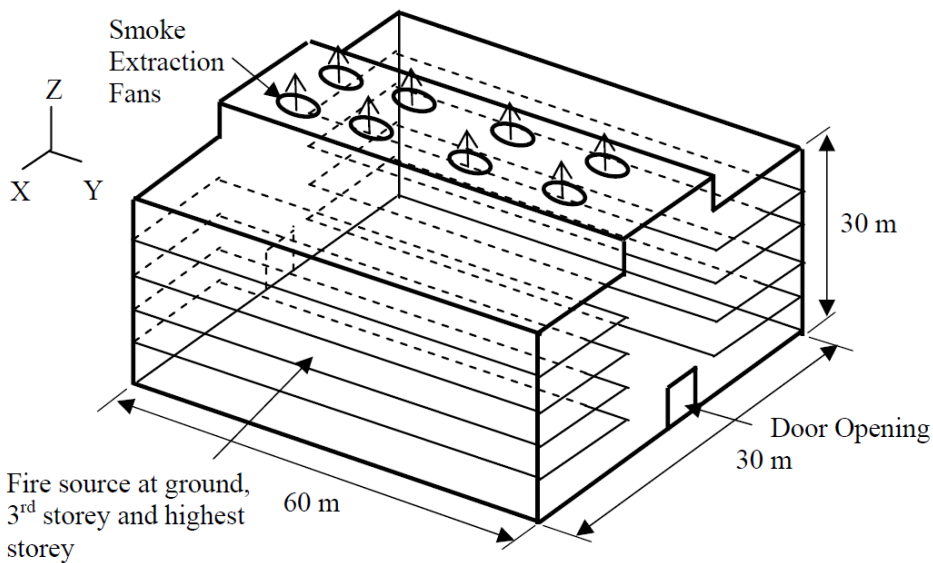 Smoke
Extraction
Fans
Z
X
Y
30 m
Door Opening
30 m
60 m
Fire source at ground,
3rd storey and highest
storey